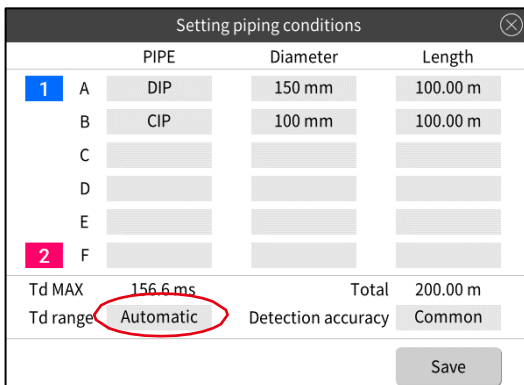 Setting piping conditions
PIPE Diameter Length
1 A DIP 150 mm 100.00 m
B CIP 100 mm 100.00 m
C
D
E
2 F
Td MAX 156.6 ms Total 200.00 m
Td range Automatic Detection accuracy Common
Save